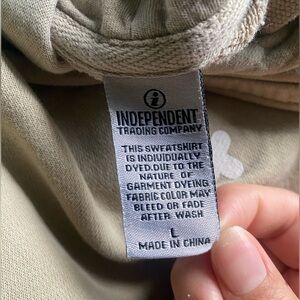 i
INDEPENDENT
TRADING COMPANY
THIS SWEATSHIRT
IS INDIVIDUALLY
DYED.DUE TO THE
NATURE OF
GARMENT DYEING
FABRIC COLOR MAY
BLEED OR FADE
AFTER WASH
L
MADE IN CHINA